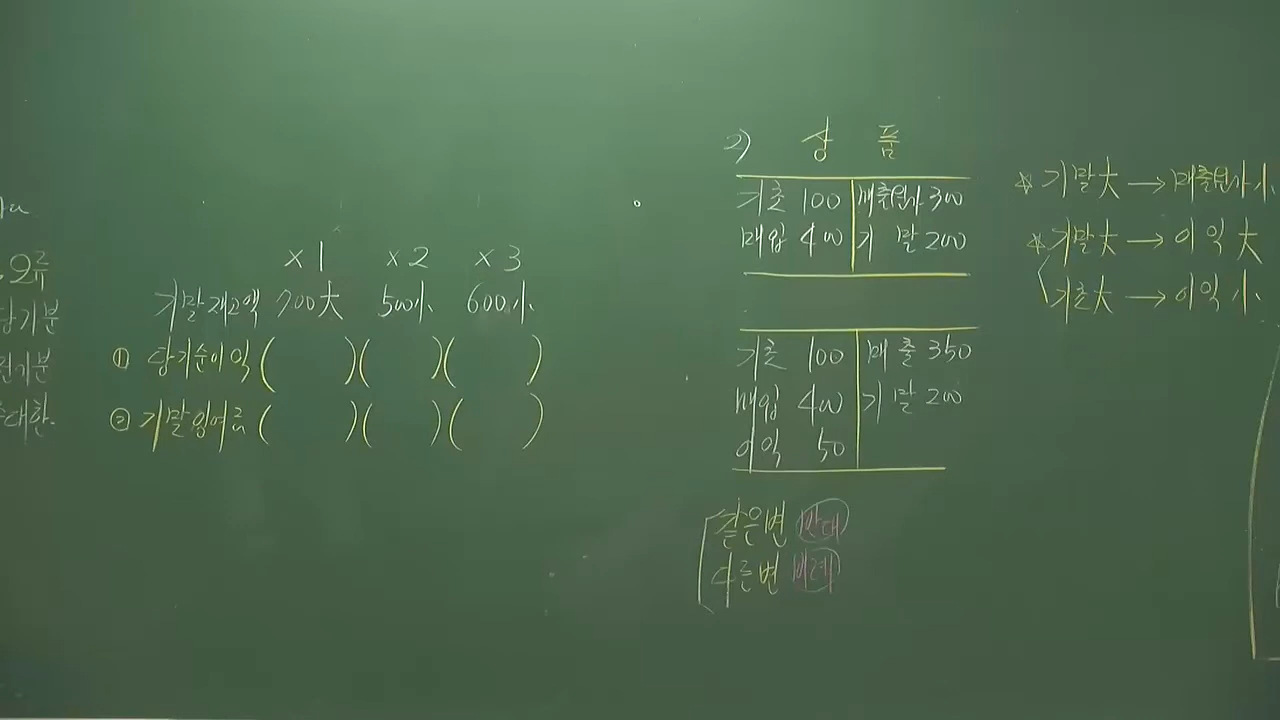 오류
당기분
전기분
대한
×1 ×2 ×3
기말재고액 700大 500小 600小
① 당기순이익 ( )( )( )
② 기말잉여금 ( )( )( )
2) 상 품
기초 100 매출원가 300
매입 400 기 말 200
기초 100 매 출 350
매입 400 기 말 200
이익 50
같은변 반대
다른변 비례
* 기말大 → 매출원가 小
* 기말大 → 이익 大
기초大 → 이익 小